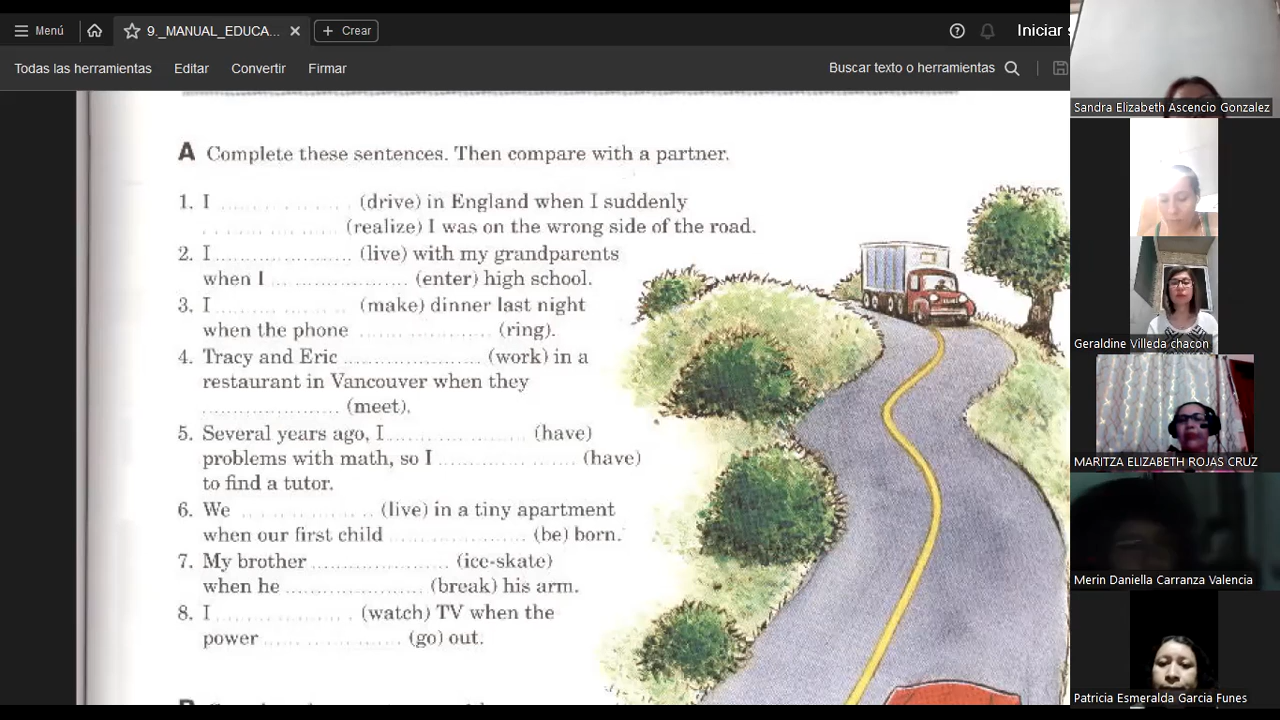 Menú
9._MANUAL_EDUCA...
Crear
Iniciar s
Todas las herramientas Editar Convertir Firmar
Buscar texto o herramientas
A Complete these sentences. Then compare with a partner.
1. I .................... (drive) in England when I suddenly
.................... (realize) I was on the wrong side of the road.
2. I .................... (live) with my grandparents
when I .................... (enter) high school.
3. I .................... (make) dinner last night
when the phone .................... (ring).
4. Tracy and Eric .................... (work) in a
restaurant in Vancouver when they
.................... (meet).
5. Several years ago, I .................... (have)
problems with math, so I .................... (have)
to find a tutor.
6. We .................... (live) in a tiny apartment
when our first child .................... (be) born.
7. My brother .................... (ice-skate)
when he .................... (break) his arm.
8. I .................... (watch) TV when the
power .................... (go) out.
Sandra Elizabeth Ascencio Gonzalez
Geraldine Villeda chacon
MARITZA ELIZABETH ROJAS CRUZ
Merin Daniella Carranza Valencia
Patricia Esmeralda Garcia Funes